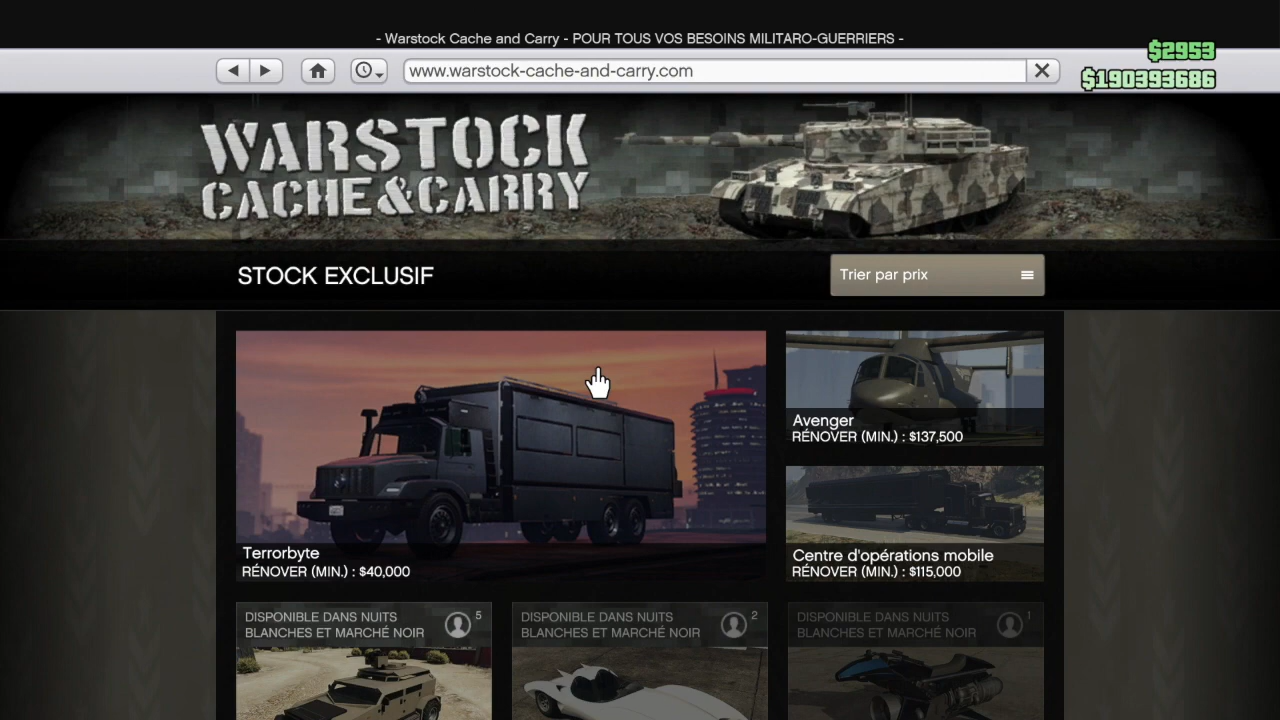 - Warstock Cache and Carry - POUR TOUS VOS BESOINS MILITARO-GUERRIERS -
$2953
www.warstock-cache-and-carry.com
$190393686
WARSTOCK
CACHE&CARRY
STOCK EXCLUSIF
Trier par prix
Avenger
RÉNOVER (MIN.) : $137,500
Terrorbyte
RÉNOVER (MIN.) : $40,000
Centre d'opérations mobile
RÉNOVER (MIN.) : $115,000
DISPONIBLE DANS NUITS
BLANCHES ET MARCHÉ NOIR
5
DISPONIBLE DANS NUITS
BLANCHES ET MARCHÉ NOIR
2
DISPONIBLE DANS NUITS
BLANCHES ET MARCHÉ NOIR
1